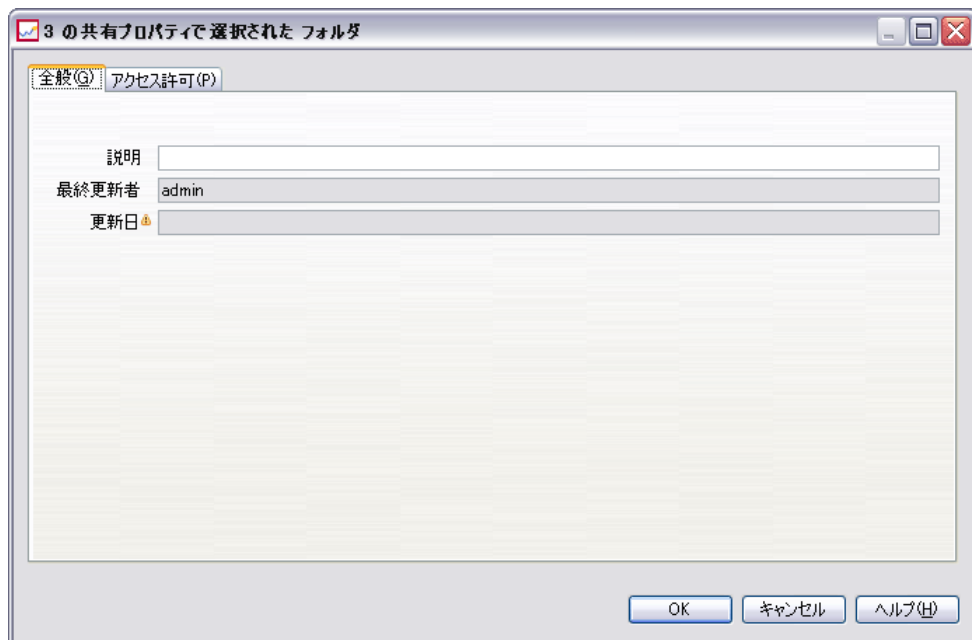 3 の共有プロパティで選択された フォルダ
全般(G) アクセス許可(P)
説明
最終更新者 admin
更新日
OK キャンセル ヘルプ(H)